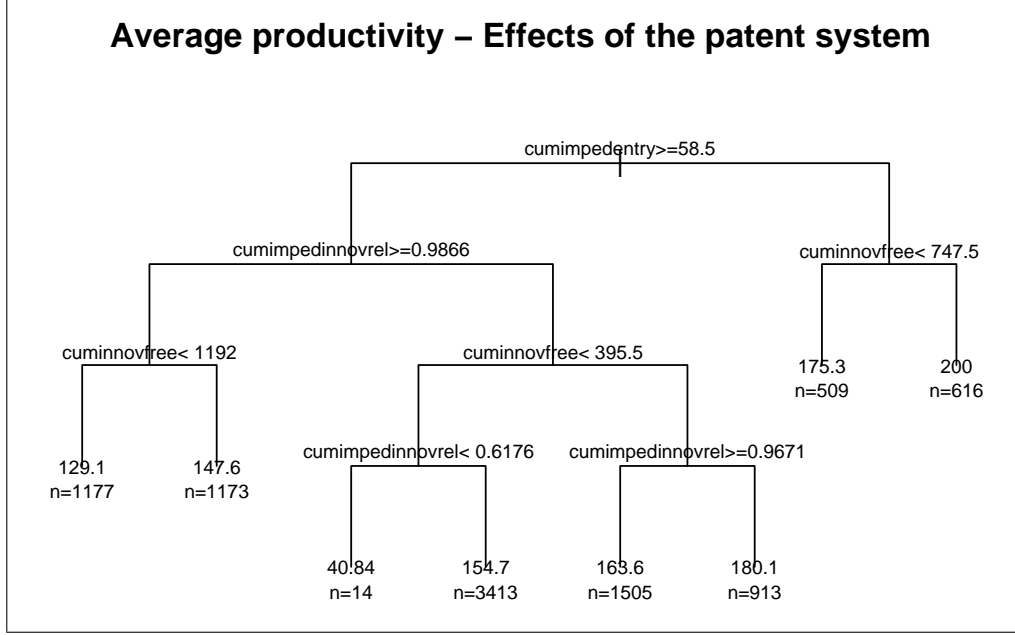 Average productivity – Effects of the patent system
cumimpedentry>=58.5
cumimpedinnovrel>=0.9866
cuminnovfree< 747.5
cuminnovfree< 1192
cuminnovfree< 395.5
175.3
n=509
200
n=616
cumimpedinnovrel< 0.6176
cumimpedinnovrel>=0.9671
129.1
n=1177
147.6
n=1173
40.84
n=14
154.7
n=3413
163.6
n=1505
180.1
n=913